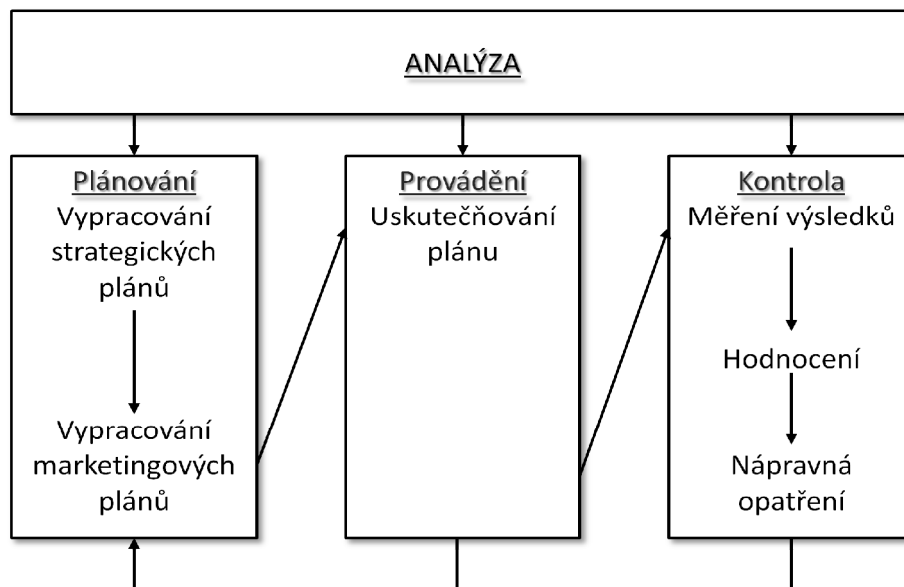 ANALÝZA
Plánování
Vypracování
strategických
plánů
Vypracování
marketingových
plánů
Provádění
Uskutečňování
plánu
Kontrola
Měření výsledků
Hodnocení
Nápravná
opatření